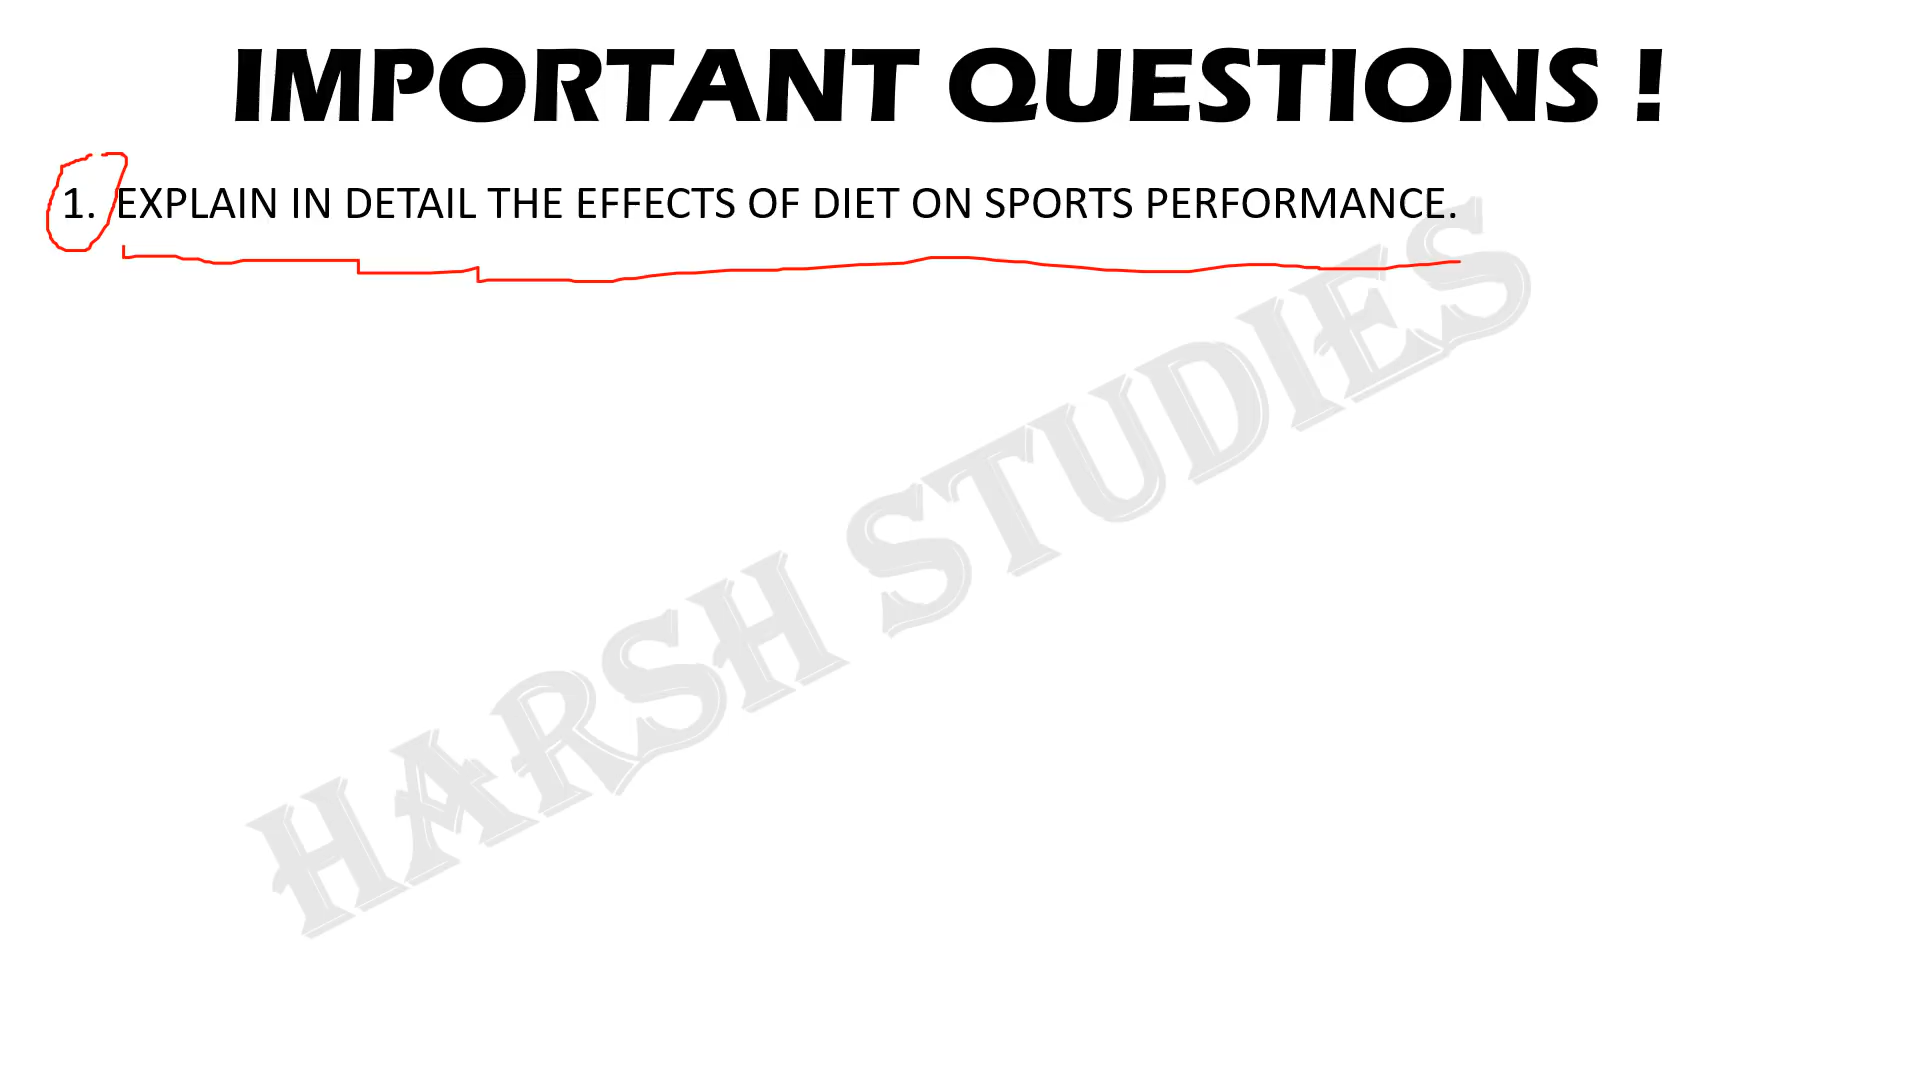 IMPORTANT QUESTIONS !
1. EXPLAIN IN DETAIL THE EFFECTS OF DIET ON SPORTS PERFORMANCE.
HARSH STUDIES